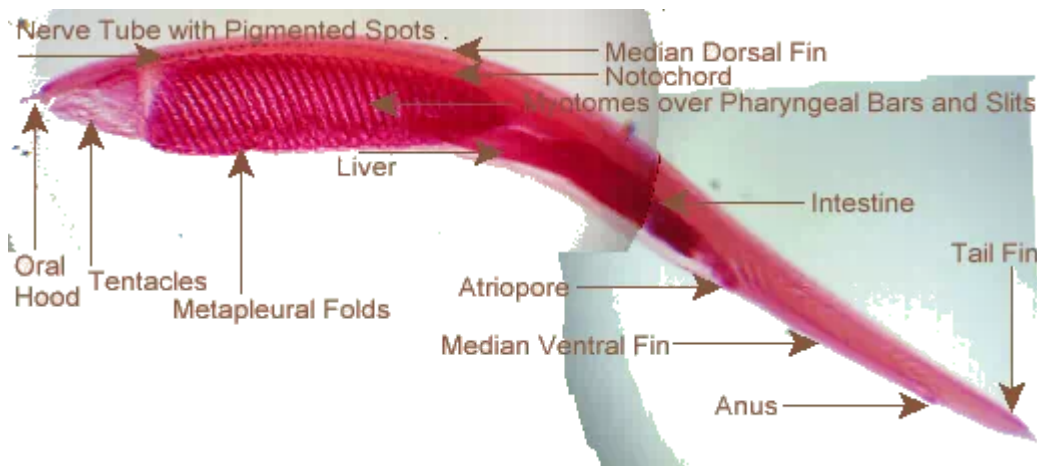 Nerve Tube with Pigmented Spots .
Median Dorsal Fin
Notochord
Myotomes over Pharyngeal Bars and Slits
Liver
Intestine
Oral
Hood
Tentacles
Metapleural Folds
Atriopore
Tail Fin
Median Ventral Fin
Anus